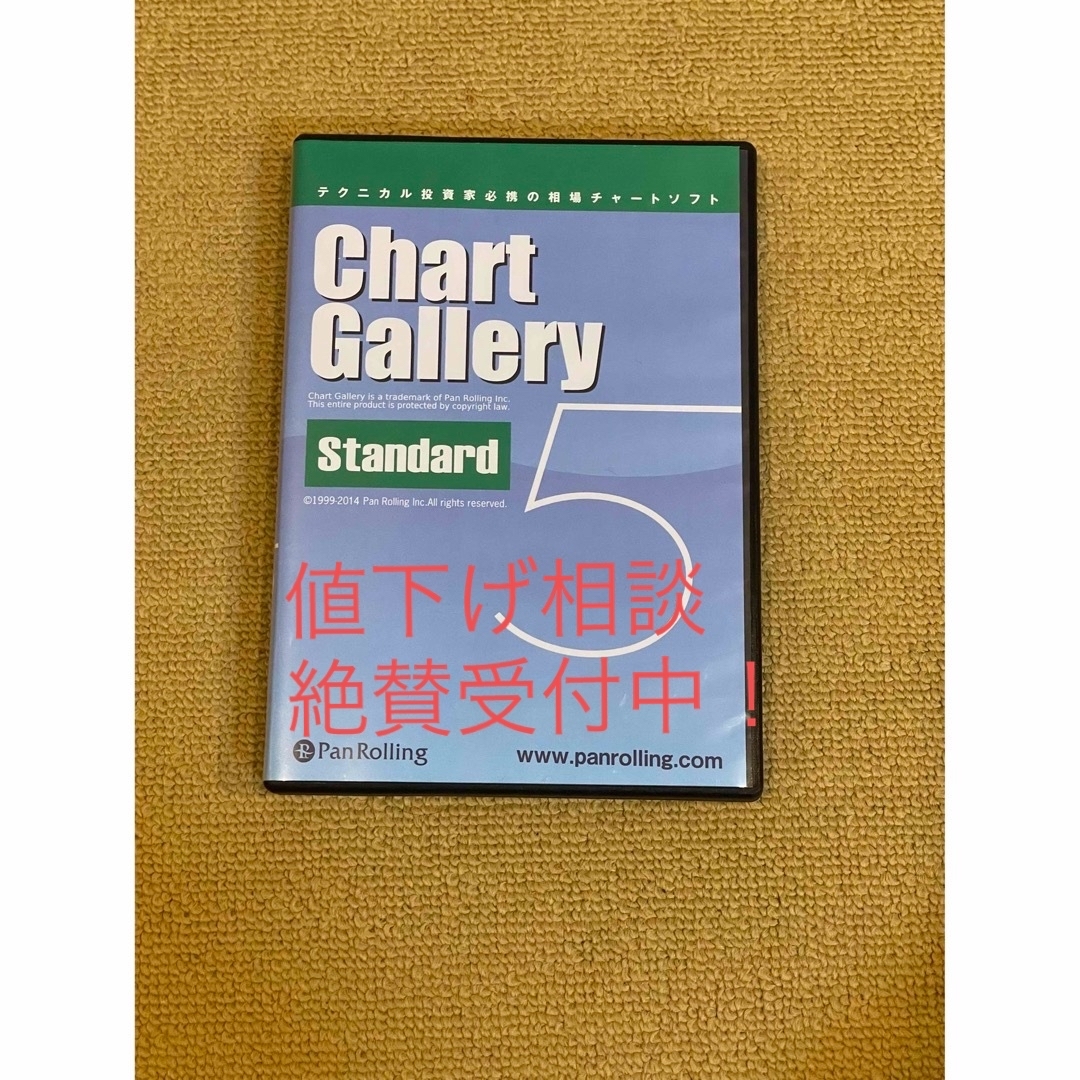 テクニカル投資家必携の相場チャートソフト
Chart
Gallery
Chart Gallery is a trademark of Pan Rolling Inc.
This entire product is protected by copyright law.
5
Standard
©1999-2014 Pan Rolling Inc.All rights reserved.
値下げ相談
絶賛受付中！
PanRolling
www.panrolling.com